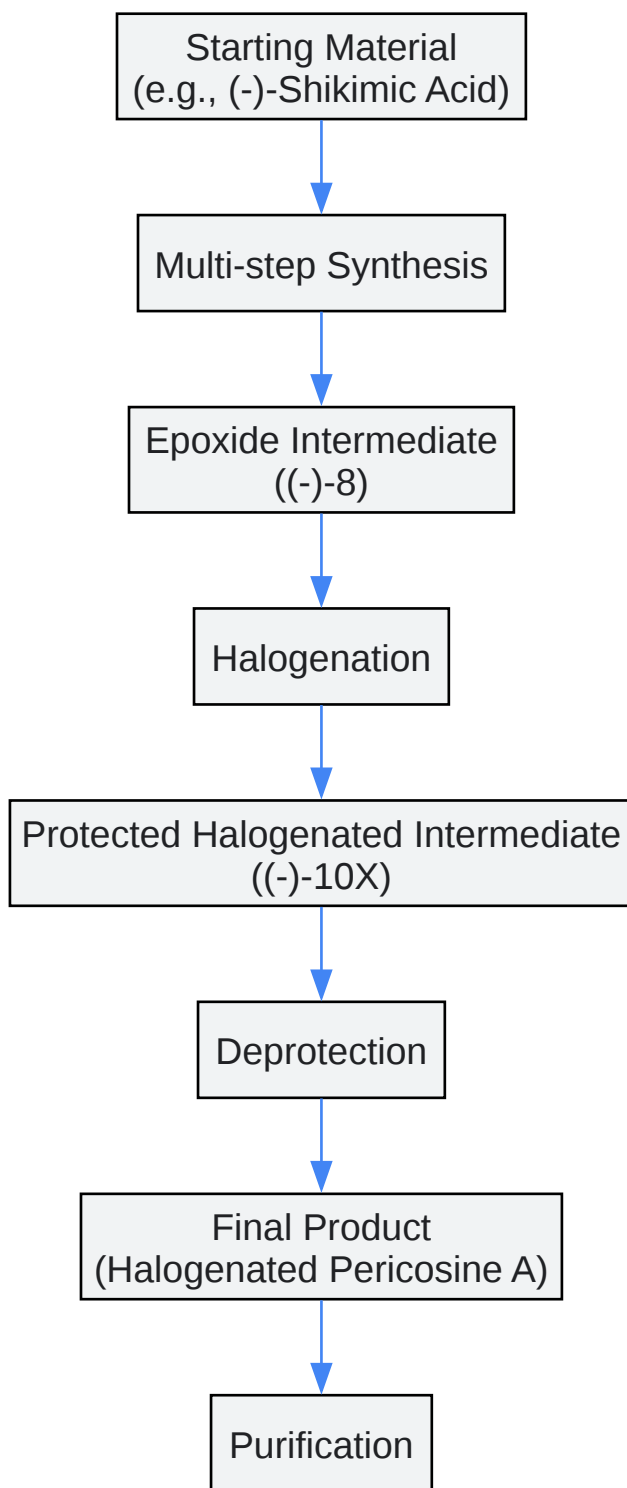 Starting Material
(e.g., (-)-Shikimic Acid)
Multi-step Synthesis
Epoxide Intermediate
((-)-8)
Halogenation
Protected Halogenated Intermediate
((-)-10X)
Deprotection
Final Product
(Halogenated Pericosine A)
Purification